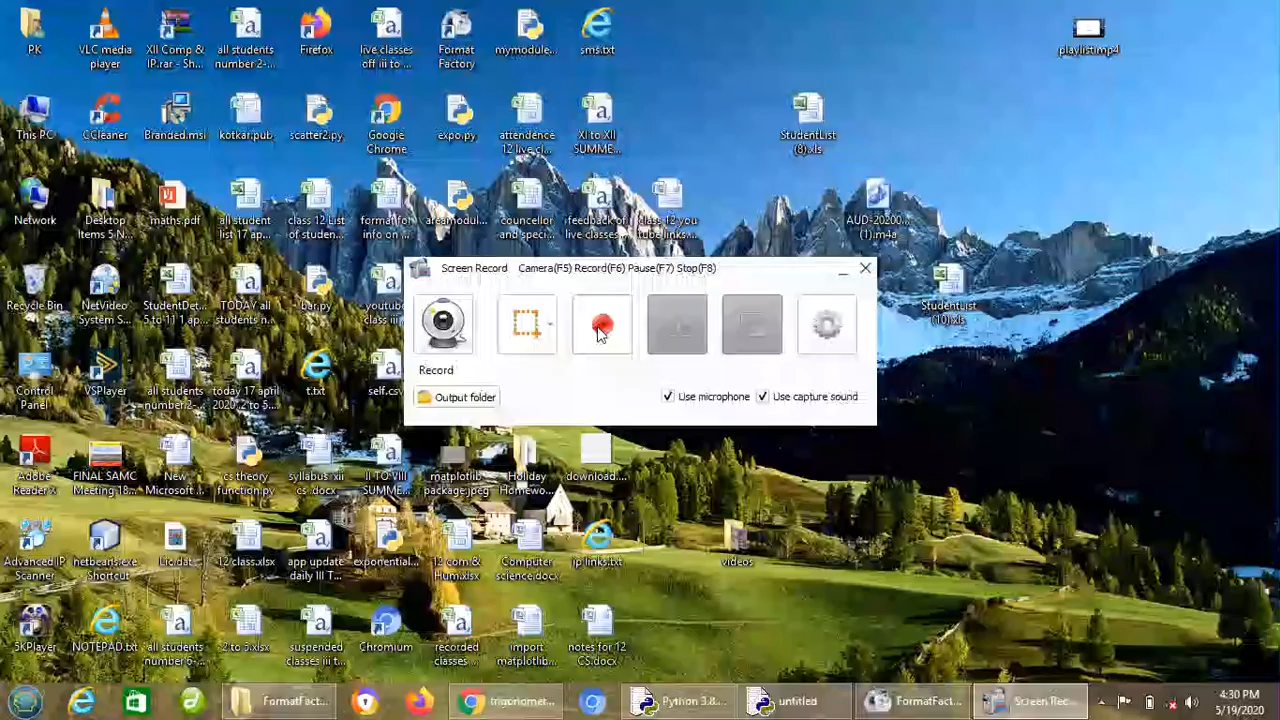 PK
VLC media
player
XII Comp &
IP.rar - Sh...
all students
number 2-...
Firefox
live classes
off iii to ...
Format
Factory
mymodule...
sms.txt
playlist.mp4
This PC
CCleaner
Branded.msi
kotkar.pub
scatter2.py
Google
Chrome
expo.py
attendence
12 live cl...
XI to XII
SUMME...
StudentList
(8).xls
Network
Desktop
Items 5 N...
maths.pdf
all student
list 17 ap...
class 12 List
of studen...
format for
info on ...
areamodul...
councellor
and speci...
feedback of
live classes...
class 12 you
tube links...
AUD-20200...
(1).m4a
Screen Record Camera(F5) Record(F6) Pause(F7) Stop(F8)
Recycle Bin
NetVideo
System S...
StudentDet...
5 to 11 1 a...
TODAY all
students n...
bar.py
youtube
class iii...
StudentList
(10).xls
Record
Output folder
Use microphone
Use capture sound
Control
Panel
VSPlayer
all students
number.2-...
today 17 april
2020,2 to 5...
t.txt
self.csv
Adobe
Reader X
FINAL SAMC
Meeting 18...
New
Microsoft ...
cs theory
function.py
syllabus xii
cs .docx
II TO VIII
SUMME...
matplotlib
package.jpeg
Holiday
Homewo...
download....
Advanced IP
Scanner
netbeans.exe
Shortcut
Lic.dat
12 class.xlsx
app update
daily III T...
exponential...
12 com &
Hum.xlsx
Computer
science.docx
ip links.txt
videos
5KPlayer
NOTEPAD.txt
all students
number 6-...
2 to 5.xlsx
suspended
classes iii t...
Chromium
recorded
classes ...
import
matplotlib...
notes for 12
CS.docx
FormatFact...
trigonomet...
Python 3.8...
untitled
FormatFact...
Screen Rec...
4:30 PM
5/19/2020